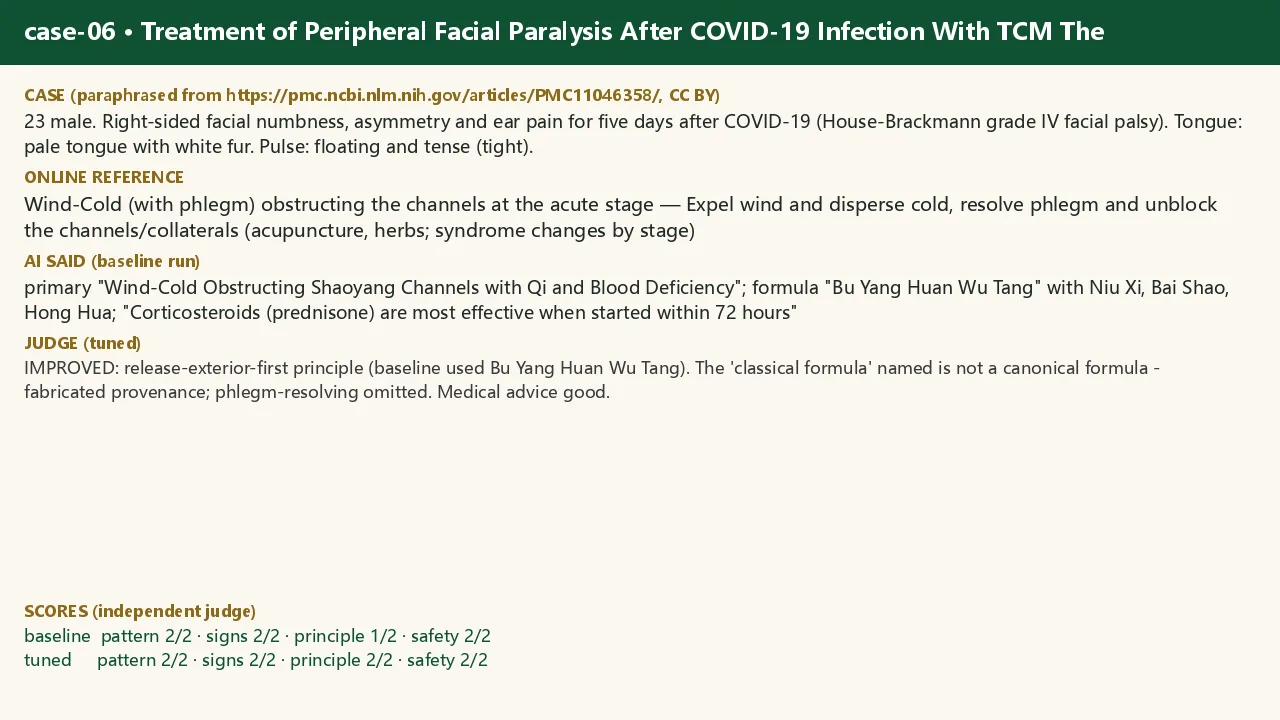 case-06 • Treatment of Peripheral Facial Paralysis After COVID-19 Infection With TCM The
CASE (paraphrased from https://pmc.ncbi.nlm.nih.gov/articles/PMC11046358/, CC BY)
23 male. Right-sided facial numbness, asymmetry and ear pain for five days after COVID-19 (House-Brackmann grade IV facial palsy). Tongue:
pale tongue with white fur. Pulse: floating and tense (tight).
ONLINE REFERENCE
Wind-Cold (with phlegm) obstructing the channels at the acute stage — Expel wind and disperse cold, resolve phlegm and unblock
the channels/collaterals (acupuncture, herbs; syndrome changes by stage)
AI SAID (baseline run)
primary "Wind-Cold Obstructing Shaoyang Channels with Qi and Blood Deficiency"; formula "Bu Yang Huan Wu Tang" with Niu Xi, Bai Shao,
Hong Hua; "Corticosteroids (prednisone) are most effective when started within 72 hours"
JUDGE (tuned)
IMPROVED: release-exterior-first principle (baseline used Bu Yang Huan Wu Tang). The 'classical formula' named is not a canonical formula -
fabricated provenance; phlegm-resolving omitted. Medical advice good.
SCORES (independent judge)
baseline pattern 2/2 · signs 2/2 · principle 1/2 · safety 2/2
tuned pattern 2/2 · signs 2/2 · principle 2/2 · safety 2/2